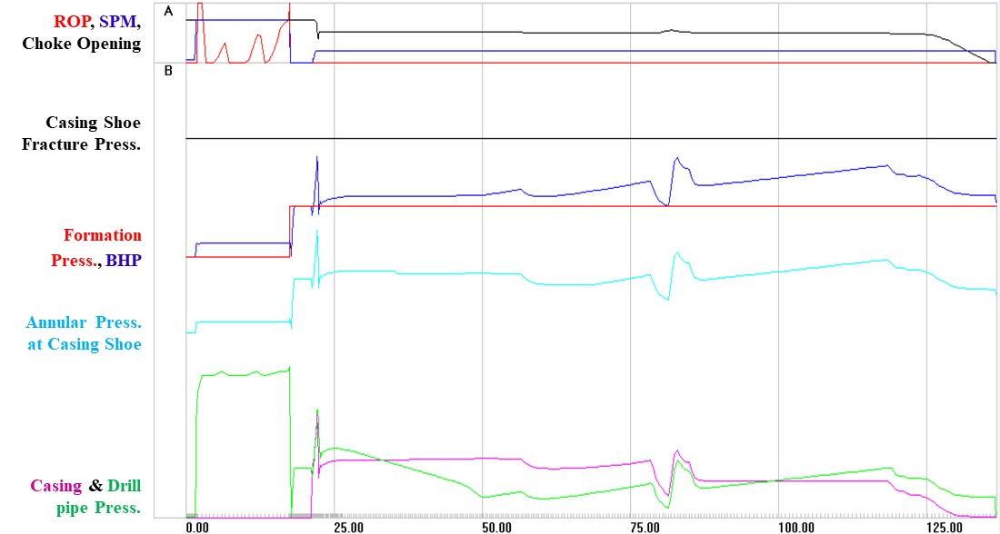 A
ROP, SPM,
Choke Opening
B
Casing Shoe
Fracture Press.
Formation
Press., BHP
Annular Press.
at Casing Shoe
Casing & Drill
pipe Press.
0.00 25.00 50.00 75.00 100.00 125.00